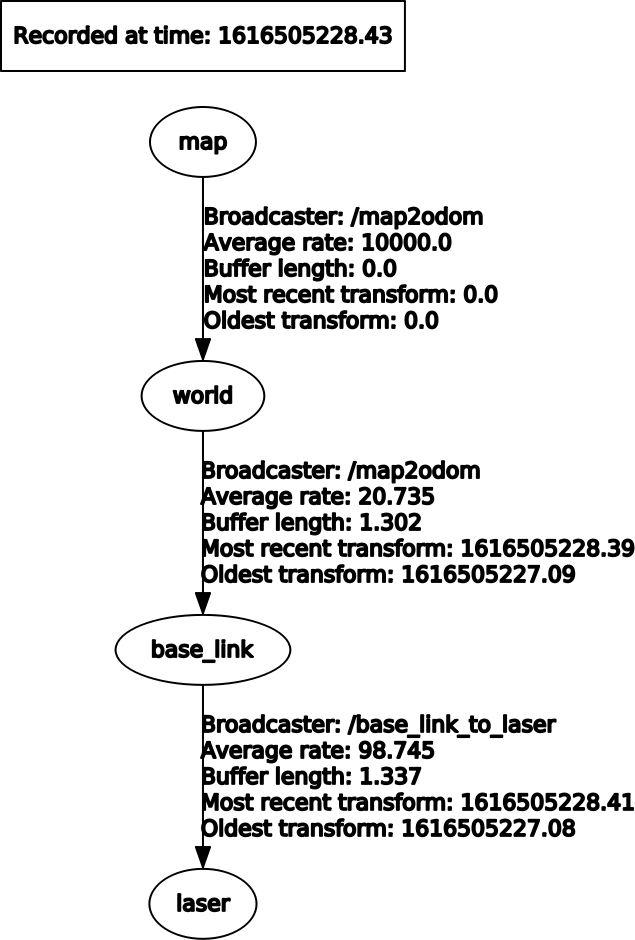 Recorded at time: 1616505228.43
map
Broadcaster: /map2odom
Average rate: 10000.0
Buffer length: 0.0
Most recent transform: 0.0
Oldest transform: 0.0
world
Broadcaster: /map2odom
Average rate: 20.735
Buffer length: 1.302
Most recent transform: 1616505228.39
Oldest transform: 1616505227.09
base_link
Broadcaster: /base_link_to_laser
Average rate: 98.745
Buffer length: 1.337
Most recent transform: 1616505228.41
Oldest transform: 1616505227.08
laser